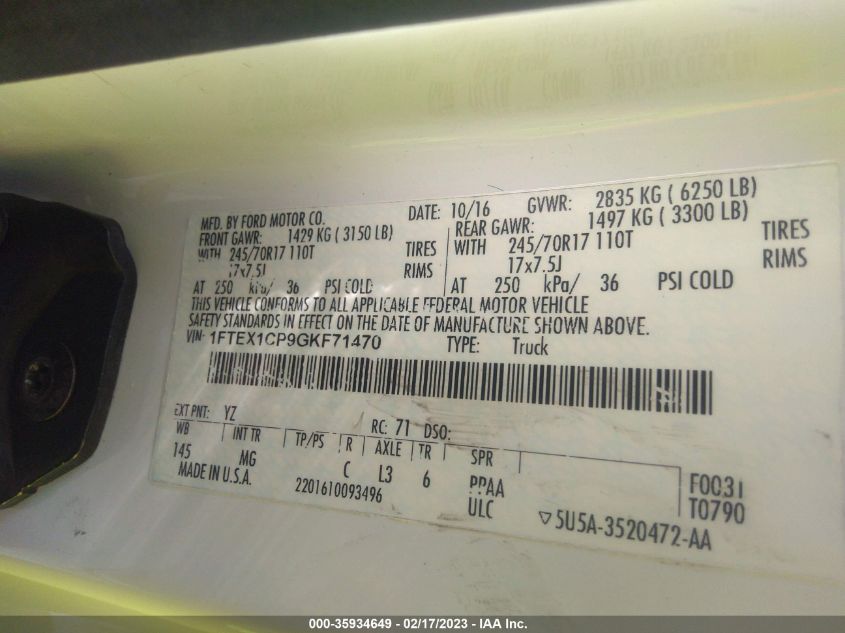 MFD. BY FORD MOTOR CO. DATE: 10/16 GVWR: 2835 KG ( 6250 LB)
FRONT GAWR: 1429 KG ( 3150 LB) REAR GAWR: 1497 KG ( 3300 LB)
WITH 245/70R17 110T TIRES WITH 245/70R17 110T TIRES
17x7.5J RIMS 17x7.5J RIMS
AT 250 kPa/ 36 PSI COLD AT 250 kPa/ 36 PSI COLD
THIS VEHICLE CONFORMS TO ALL APPLICABLE FEDERAL MOTOR VEHICLE
SAFETY STANDARDS IN EFFECT ON THE DATE OF MANUFACTURE SHOWN ABOVE.
VIN: 1FTEX1CP9GKF71470 TYPE: Truck
EXT PNT: YZ RC: 71 DSO:
WB INT TR TP/PS R AXLE TR SPR
145 MG C L3 6 PPAA F0031
MADE IN U.S.A. 2201610093496 ULC T0790
▽5U5A-3520472-AA
000-35934649 - 02/17/2023 - IAA Inc.